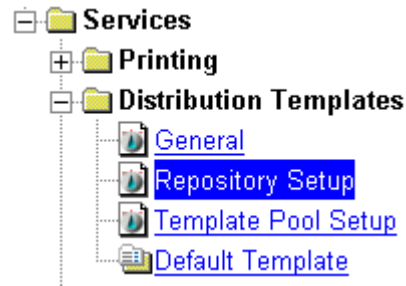 Services
Printing
Distribution Templates
General
Repository Setup
Template Pool Setup
Default Template